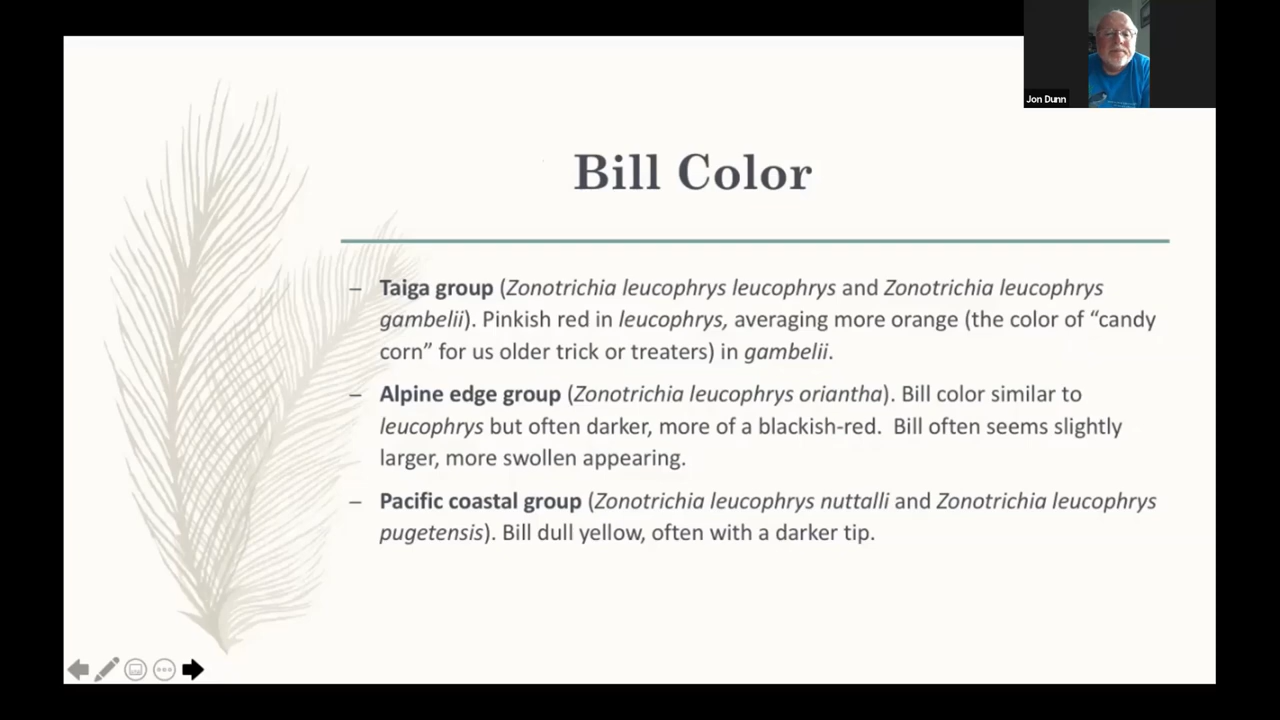 Jon Dunn
Bill Color
– Taiga group (Zonotrichia leucophrys leucophrys and Zonotrichia leucophrys
gambelii). Pinkish red in leucophrys, averaging more orange (the color of “candy
corn” for us older trick or treaters) in gambelii.
– Alpine edge group (Zonotrichia leucophrys oriantha). Bill color similar to
leucophrys but often darker, more of a blackish-red.  Bill often seems slightly
larger, more swollen appearing.
– Pacific coastal group (Zonotrichia leucophrys nuttalli and Zonotrichia leucophrys
pugetensis). Bill dull yellow, often with a darker tip.